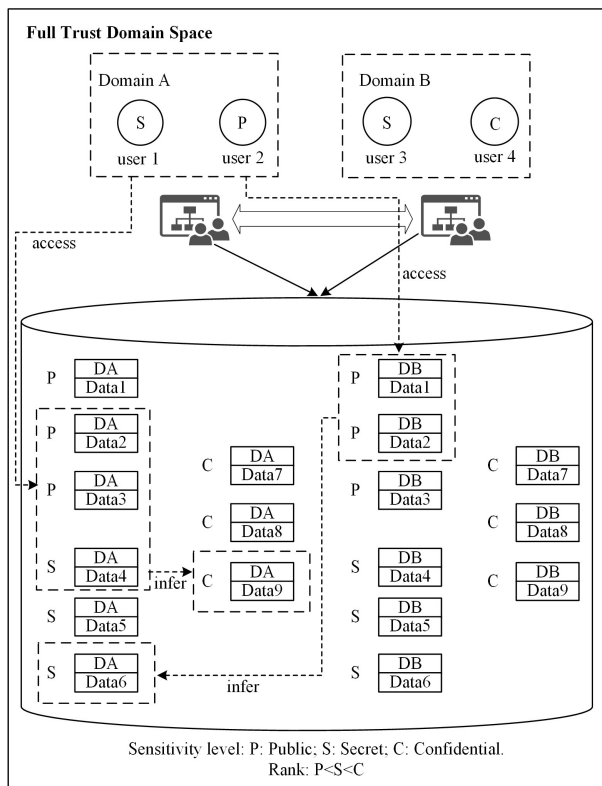 Full Trust Domain Space
Domain A
Domain B
S
P
S
C
user 1
user 2
user 3
user 4
access
access
P
DA
Data1
P
DA
Data2
P
DA
Data3
S
DA
Data4
infer
S
DA
Data5
S
DA
Data6
infer
C
DA
Data7
C
DA
Data8
C
DA
Data9
P
DB
Data1
P
DB
Data2
P
DB
Data3
S
DB
Data4
S
DB
Data5
S
DB
Data6
C
DB
Data7
C
DB
Data8
C
DB
Data9
Sensitivity level: P: Public; S: Secret; C: Confidential.
Rank: P<S<C